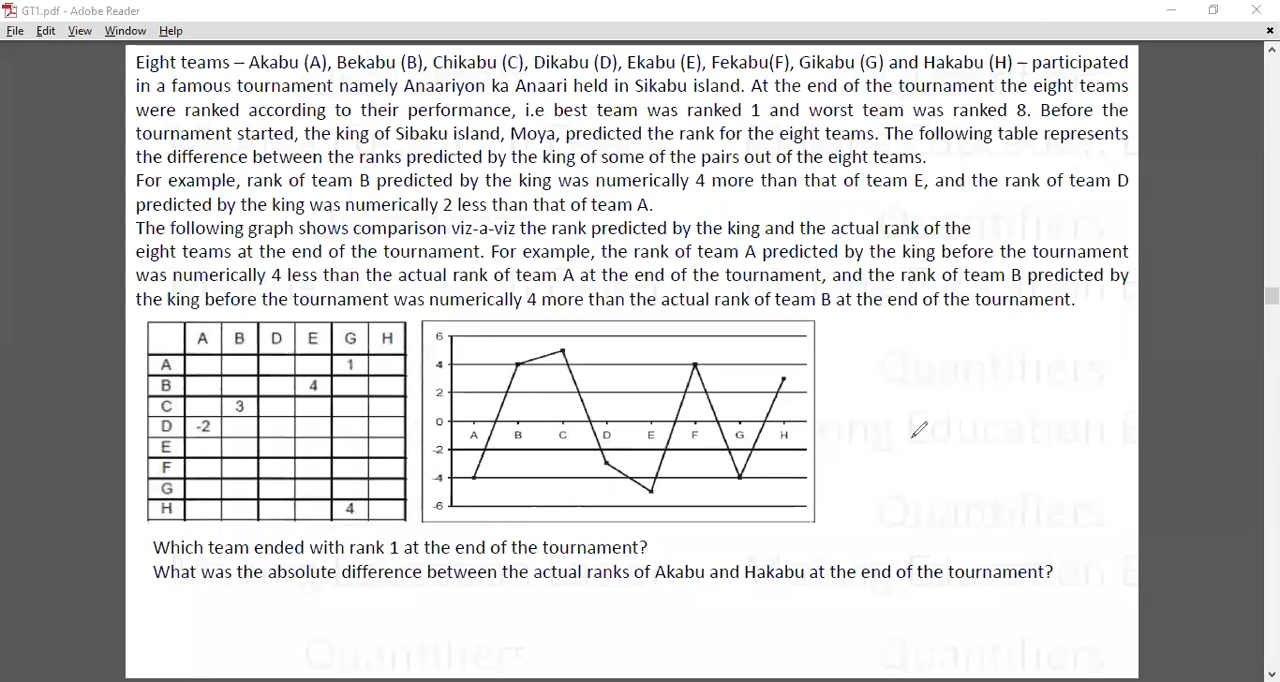 GT1.pdf - Adobe Reader
File Edit View Window Help
Eight teams – Akabu (A), Bekabu (B), Chikabu (C), Dikabu (D), Ekabu (E), Fekabu(F), Gikabu (G) and Hakabu (H) – participated
in a famous tournament namely Anaariyon ka Anaari held in Sikabu island. At the end of the tournament the eight teams
were ranked according to their performance, i.e best team was ranked 1 and worst team was ranked 8. Before the
tournament started, the king of Sibaku island, Moya, predicted the rank for the eight teams. The following table represents
the difference between the ranks predicted by the king of some of the pairs out of the eight teams.
For example, rank of team B predicted by the king was numerically 4 more than that of team E, and the rank of team D
predicted by the king was numerically 2 less than that of team A.
The following graph shows comparison viz-a-viz the rank predicted by the king and the actual rank of the
eight teams at the end of the tournament. For example, the rank of team A predicted by the king before the tournament
was numerically 4 less than the actual rank of team A at the end of the tournament, and the rank of team B predicted by
the king before the tournament was numerically 4 more than the actual rank of team B at the end of the tournament.
A B D E G H
A 1
B 4
C 3
D -2
E
F
G
H 4
6
4
2
0
A B C D E F G H
-2
-4
-6
Which team ended with rank 1 at the end of the tournament?
What was the absolute difference between the actual ranks of Akabu and Hakabu at the end of the tournament?
Quantifiers
Quantifiers